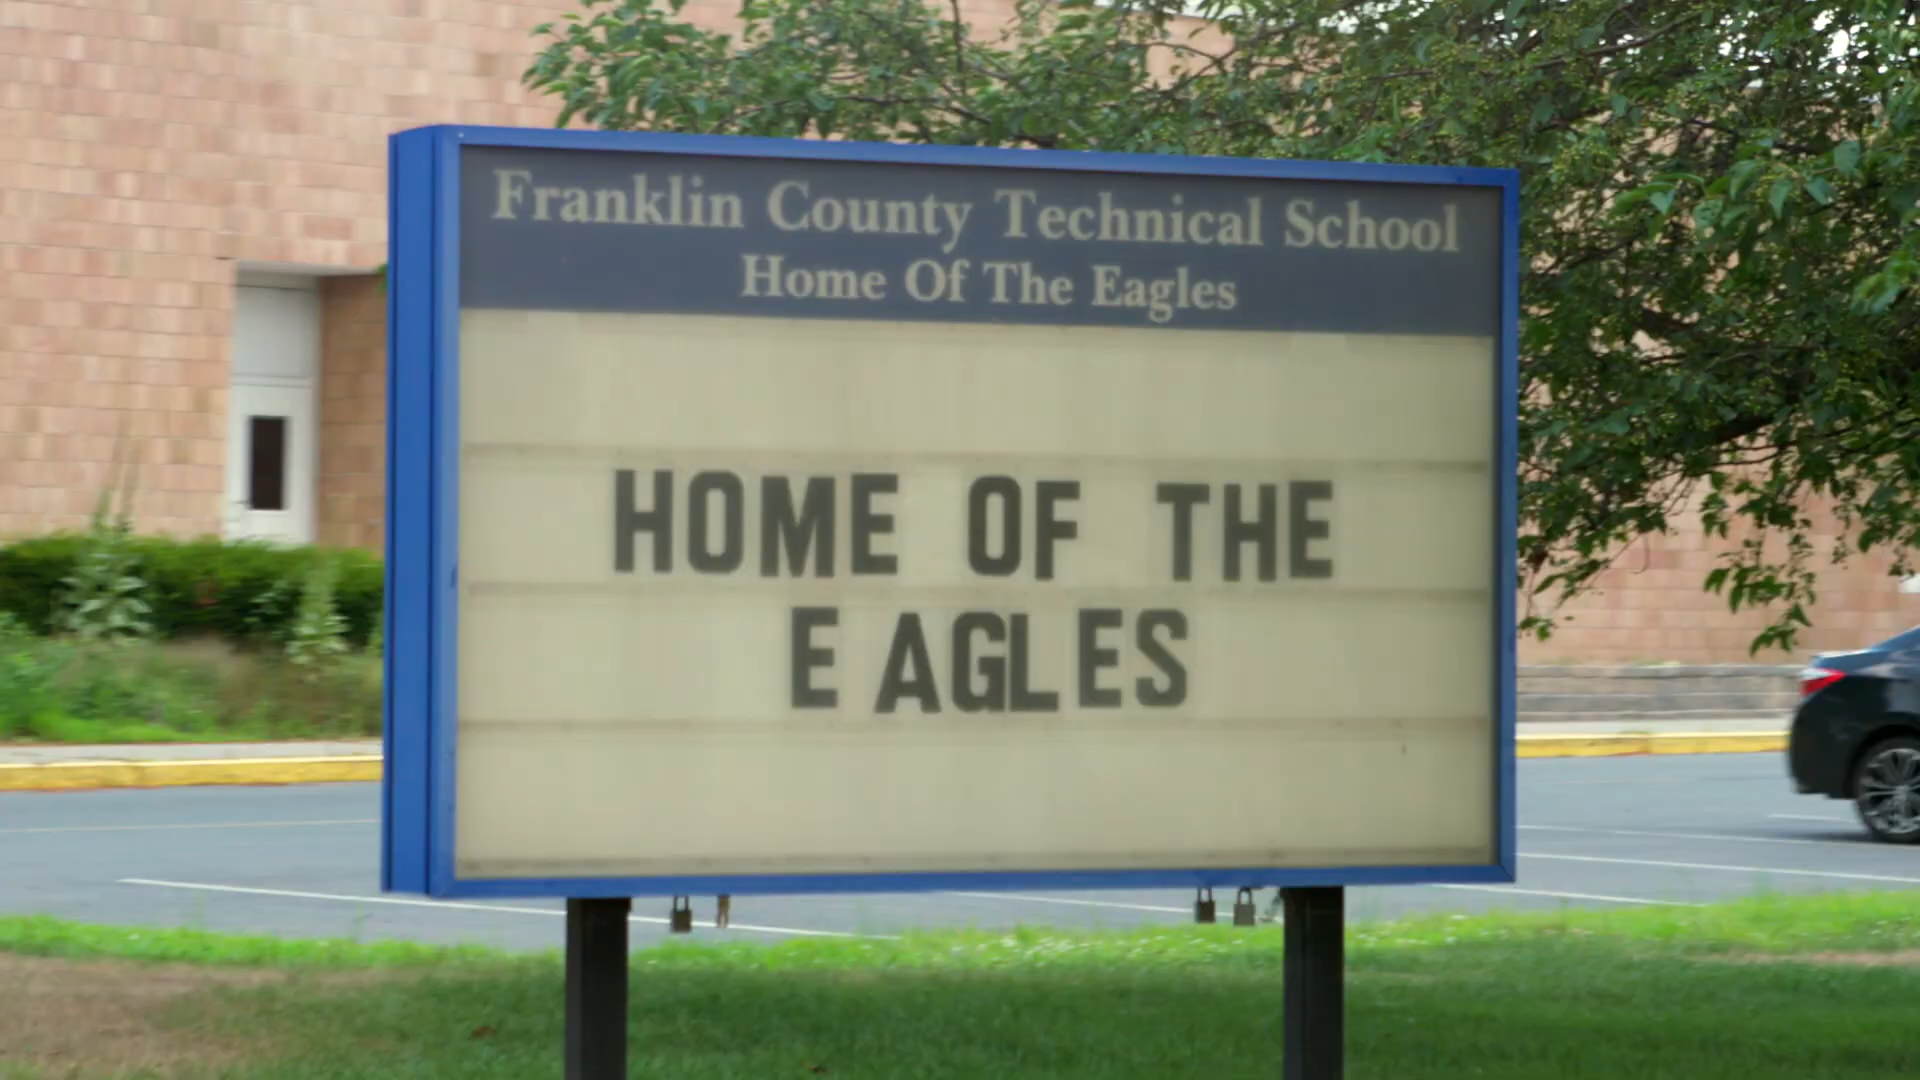 Franklin County Technical School
Home Of The Eagles
HOME OF THE
EAGLES